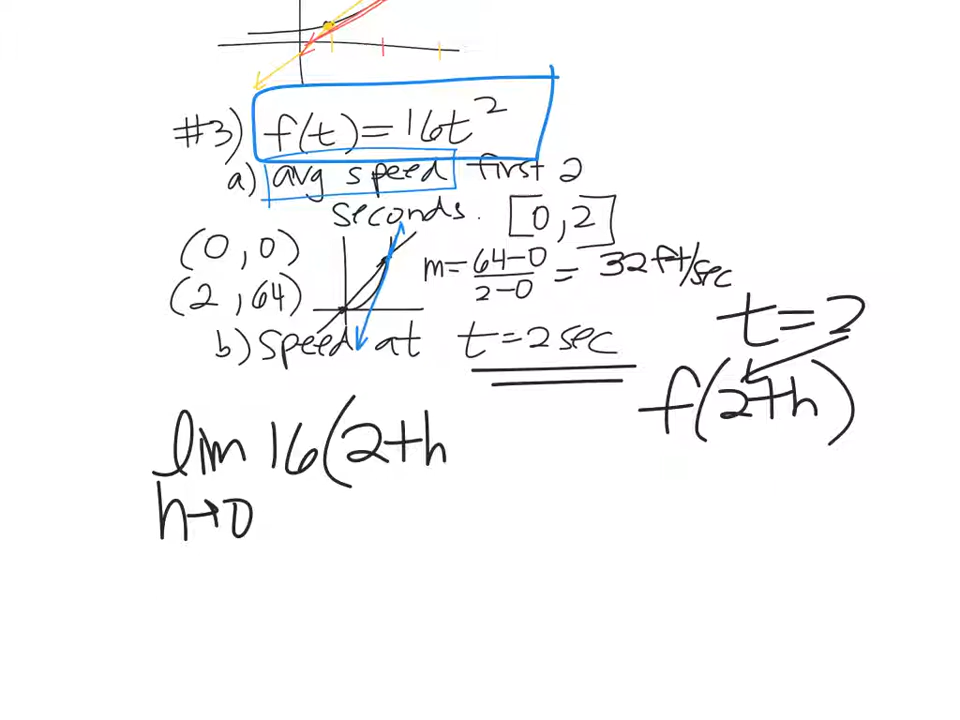 #3) f(t) = 16t²
a) avg speed first 2
seconds. [0, 2]
(0, 0)
(2, 64)
m = 64-0 / 2-0 = 32 ft/sec
b) Speed at t = 2 sec
t = 2
f(2+h)
lim 16(2+h
h→0